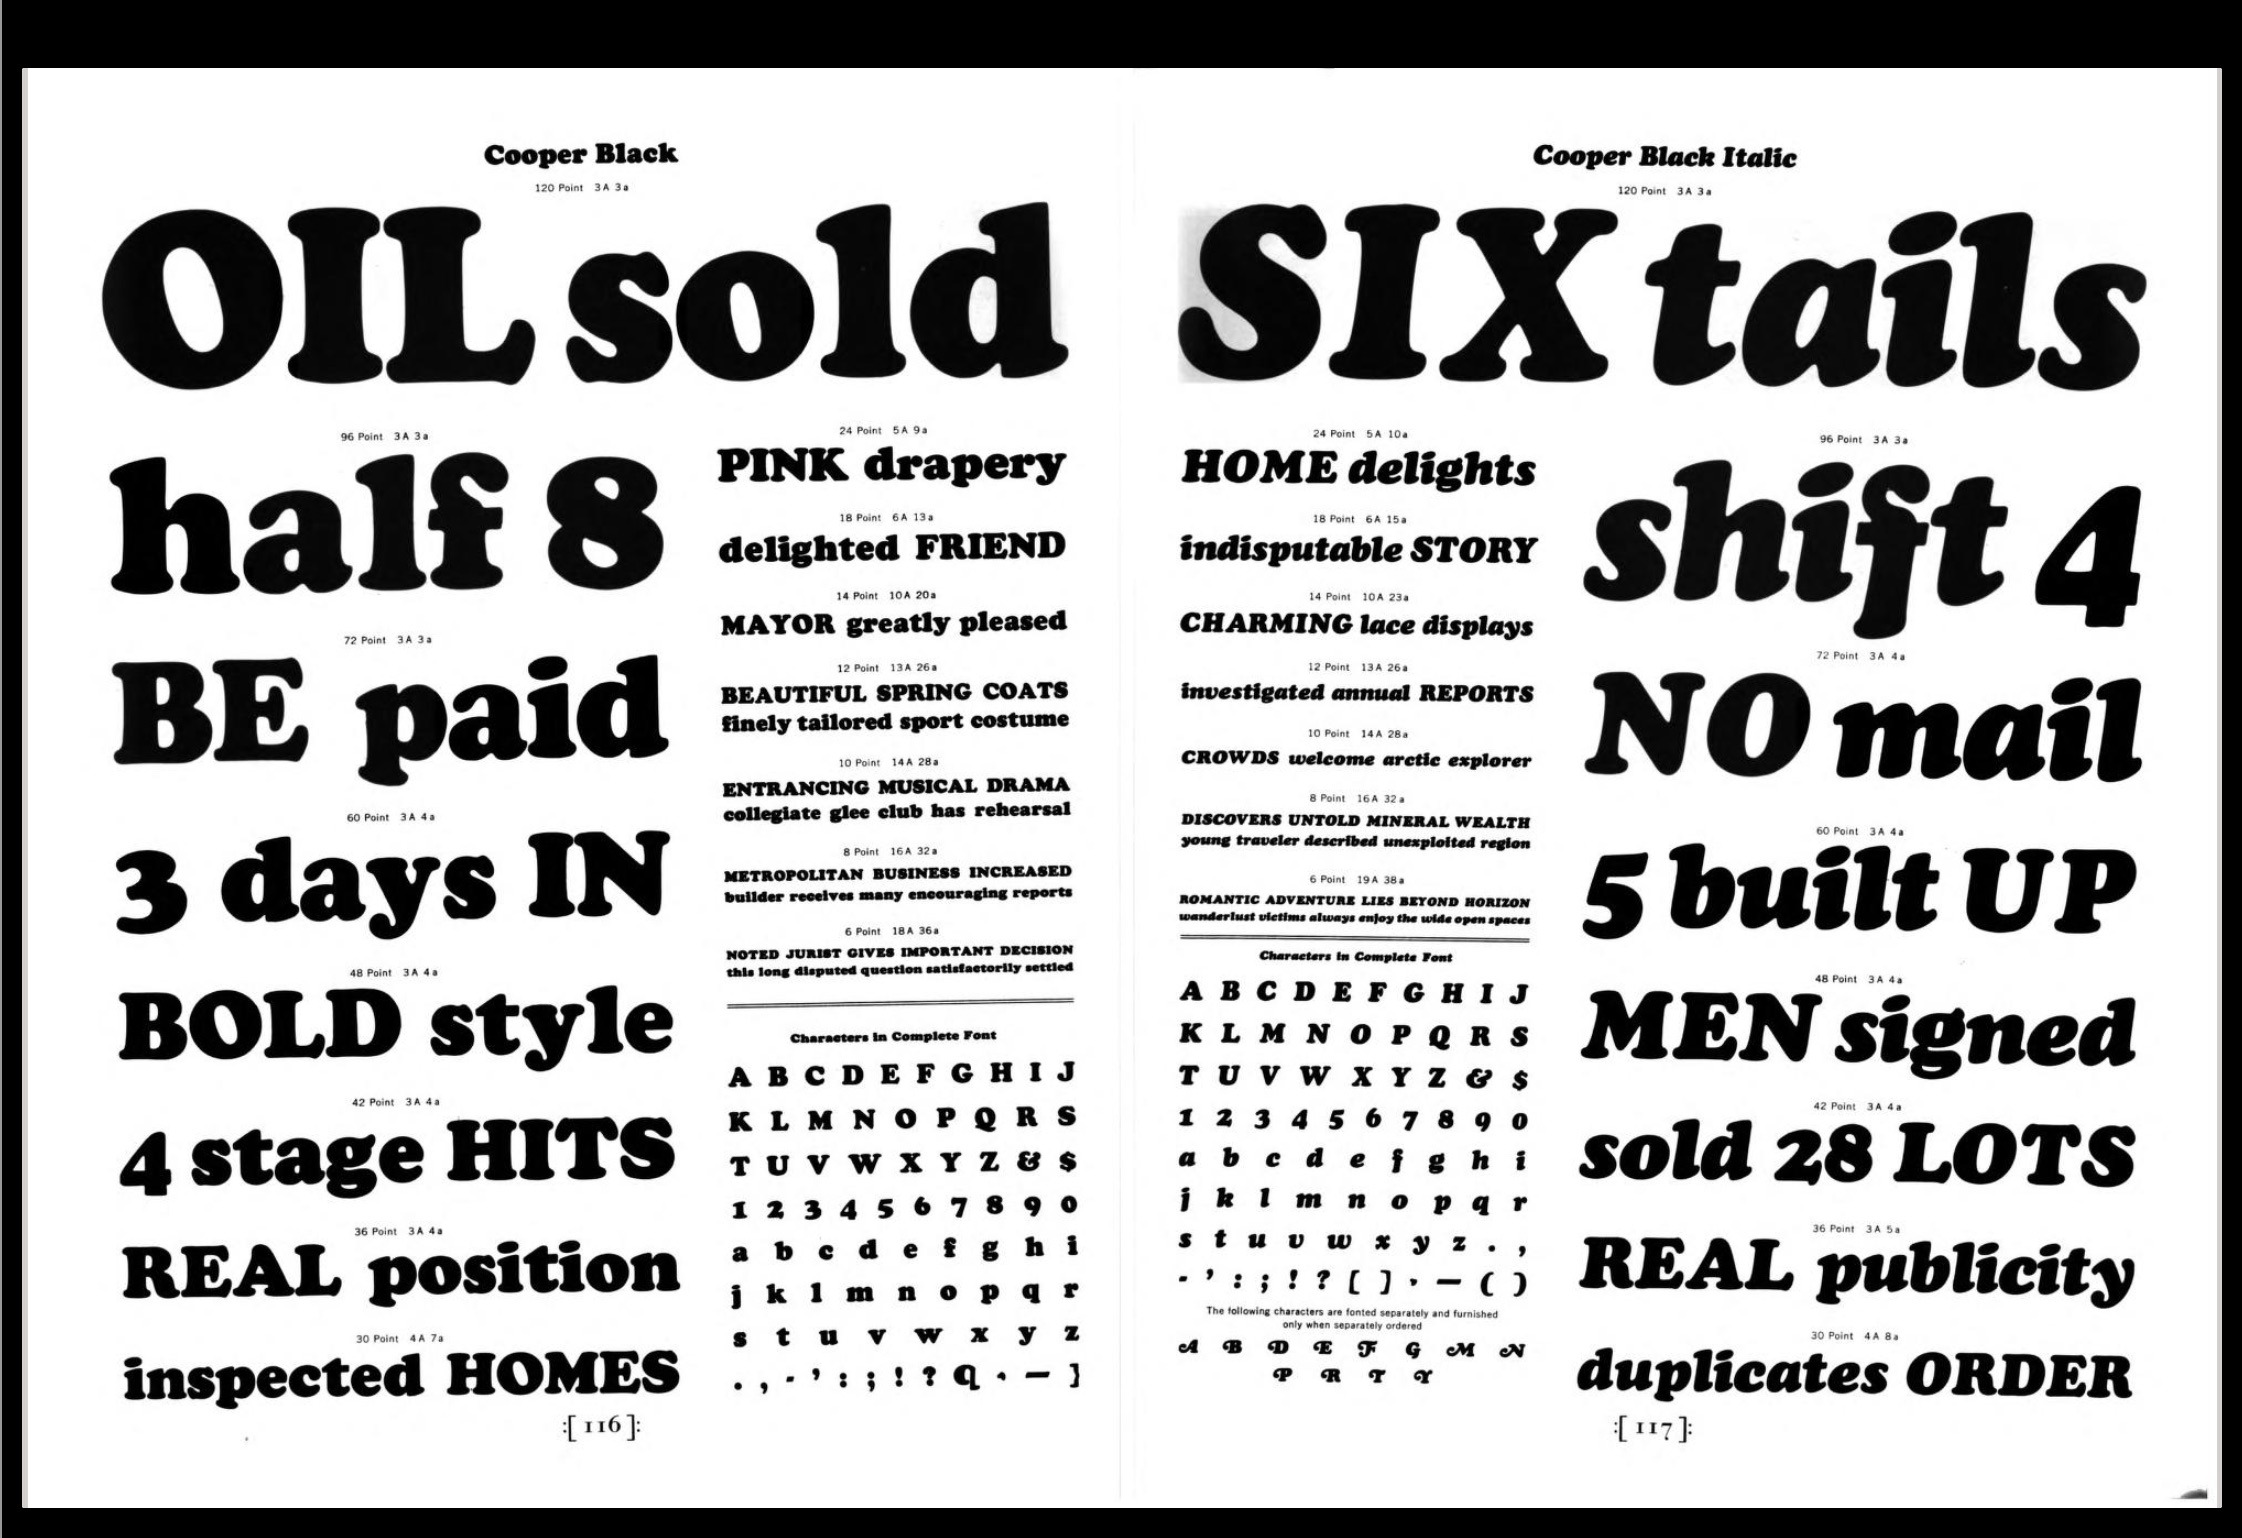 Cooper Black
120 Point 3A 3a
OIL sold
96 Point 3A 3a
half 8
72 Point 3A 3a
BE paid
60 Point 3A 4a
3 days IN
48 Point 3A 4a
BOLD style
42 Point 3A 4a
4 stage HITS
36 Point 3A 4a
REAL position
30 Point 4A 7a
inspected HOMES
24 Point 5A 9a
PINK drapery
18 Point 6A 13a
delighted FRIEND
14 Point 10A 20a
MAYOR greatly pleased
12 Point 13A 26a
BEAUTIFUL SPRING COATS
finely tailored sport costume
10 Point 14A 28a
ENTRANCING MUSICAL DRAMA
collegiate glee club has rehearsal
8 Point 16A 32a
METROPOLITAN BUSINESS INCREASED
builder receives many encouraging reports
6 Point 18A 36a
NOTED JURIST GIVES IMPORTANT DECISION
this long disputed question satisfactorily settled
Characters in Complete Font
A B C D E F G H I J
K L M N O P Q R S
T U V W X Y Z & $
1 2 3 4 5 6 7 8 9 0
a b c d e f g h i
j k l m n o p q r
s t u v w x y z
. , - ’ : ; ! ? q · — ]
:[ 116 ]:
Cooper Black Italic
120 Point 3A 3a
SIX tails
24 Point 5A 10a
HOME delights
18 Point 6A 15a
indisputable STORY
14 Point 10A 23a
CHARMING lace displays
12 Point 13A 26a
investigated annual REPORTS
10 Point 14A 28a
CROWDS welcome arctic explorer
8 Point 16A 32a
DISCOVERS UNTOLD MINERAL WEALTH
young traveler described unexploited region
6 Point 19A 38a
ROMANTIC ADVENTURE LIES BEYOND HORIZON
wanderlust victims always enjoy the wide open spaces
Characters in Complete Font
A B C D E F G H I J
K L M N O P Q R S
T U V W X Y Z & $
1 2 3 4 5 6 7 8 9 0
a b c d e f g h i
j k l m n o p q r
s t u v w x y z . ,
- ’ : ; ! ? [ ] · — ( )
The following characters are fonted separately and furnished
only when separately ordered
A B D E F G M N
P R T Y
96 Point 3A 3a
shift 4
72 Point 3A 4a
NO mail
60 Point 3A 4a
5 built UP
48 Point 3A 4a
MEN signed
42 Point 3A 4a
sold 28 LOTS
36 Point 3A 5a
REAL publicity
30 Point 4A 8a
duplicates ORDER
:[ 117 ]: